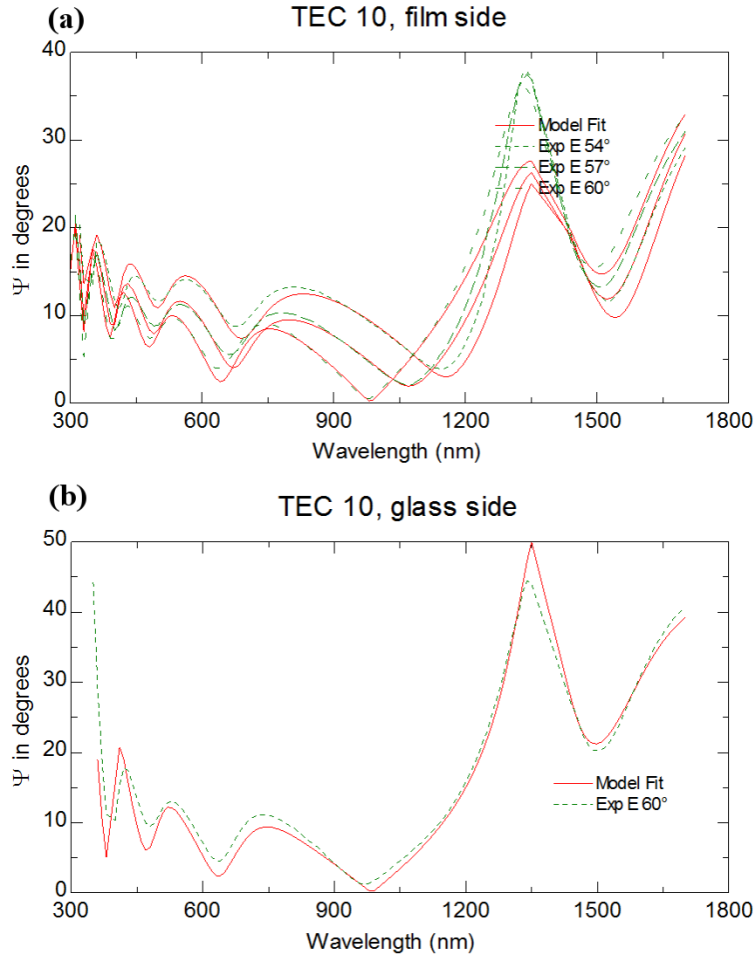 (a)
TEC 10, film side
40
30
20
10
0
Ψ in degrees
Model Fit
Exp E 54°
Exp E 57°
Exp E 60°
300 600 900 1200 1500 1800
Wavelength (nm)
(b)
TEC 10, glass side
50
40
30
20
10
0
Ψ in degrees
Model Fit
Exp E 60°
300 600 900 1200 1500 1800
Wavelength (nm)